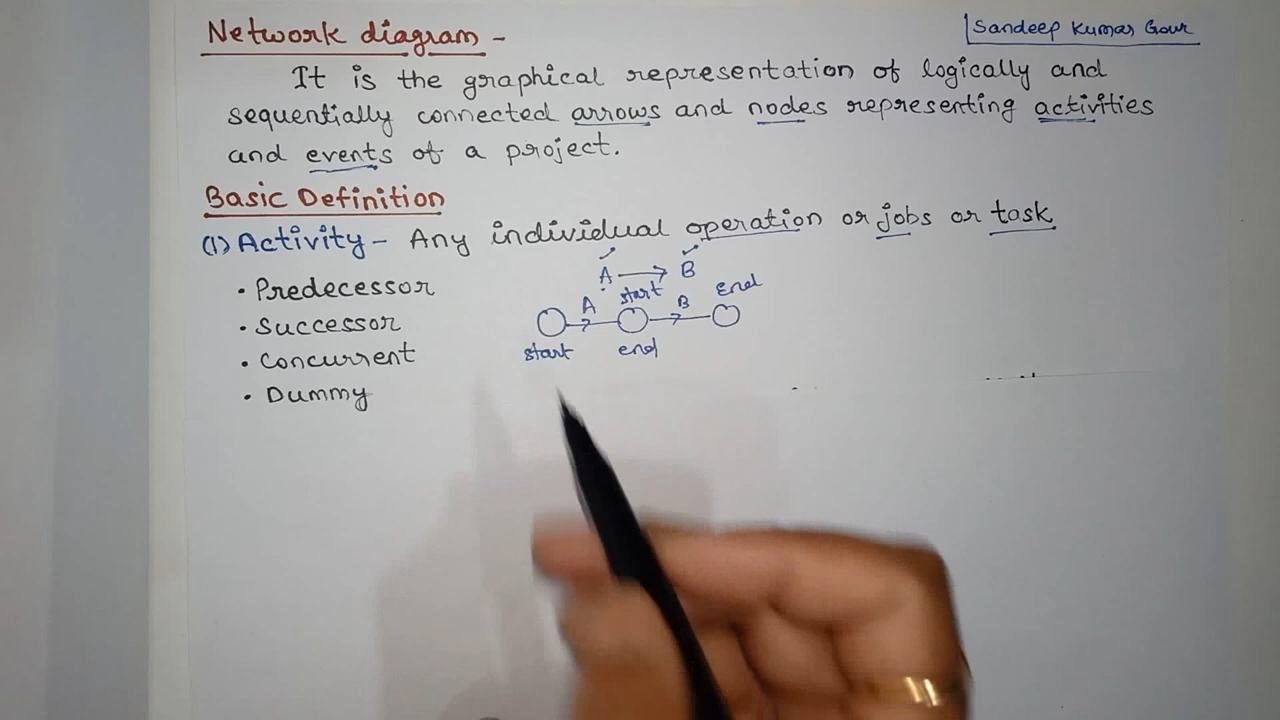 Network diagram -
Sandeep Kumar Gour
It is the graphical representation of logically and
sequentially connected arrows and nodes representing activities
and events of a project.
Basic Definition
(1) Activity - Any individual operation or jobs or task
• Predecessor
• Successor
• Concurrent
• Dummy
A → B
A start B End
start end